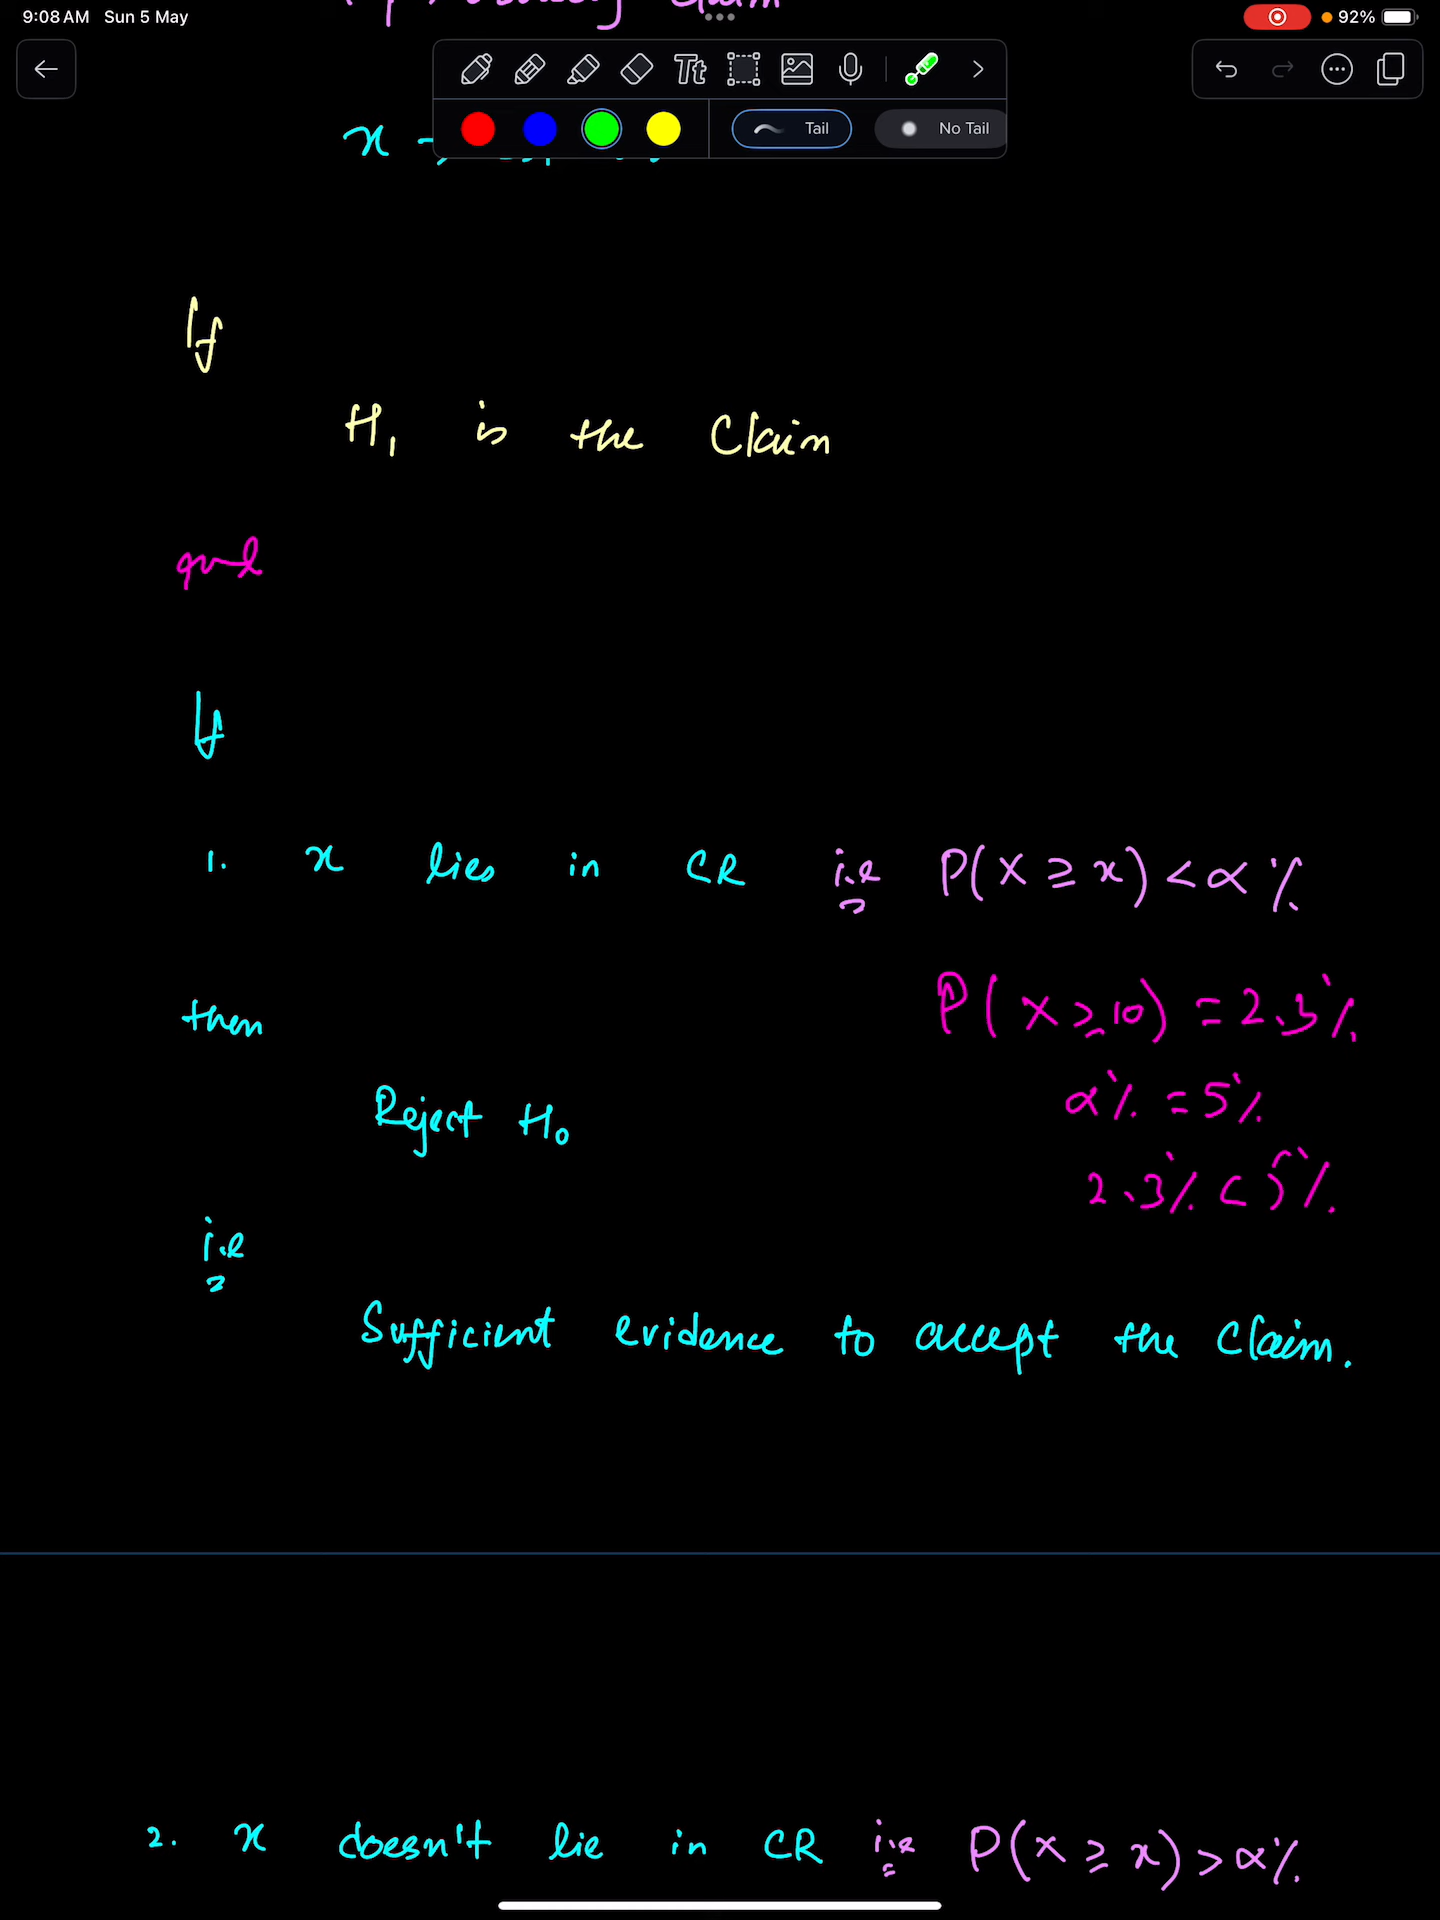 9:08 AM Sun 5 May
92%
claim
Tt
x
Tail
No Tail
If
H₁ is the Claim
and
If
1. x lies in CR i.e P(X ≥ x) < α %
P(X ≥ 10) = 2.3%
then
α% = 5%
Reject H₀
2.3% < 5%
i.e
Sufficient evidence to accept the claim.
2. x doesn't lie in CR i.e P(X ≥ x) > α%